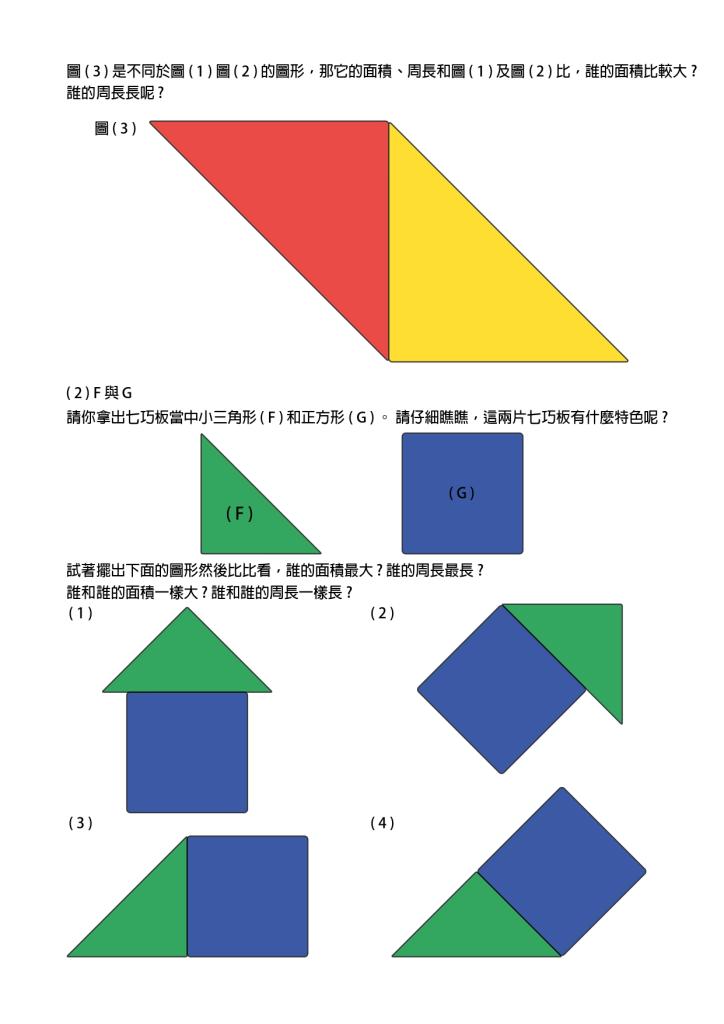 圖(3)是不同於圖(1)圖(2)的圖形，那它的面積、周長和圖(1)及圖(2)比，誰的面積比較大?
誰的周長長呢?
圖(3)
(2)F與G
請你拿出七巧板當中小三角形(F)和正方形(G)。請仔細瞧瞧，這兩片七巧板有什麼特色呢?
(F)
(G)
試著擺出下面的圖形然後比比看，誰的面積最大?誰的周長最長?
誰和誰的面積一樣大?誰和誰的周長一樣長?
(1)
(2)
(3)
(4)